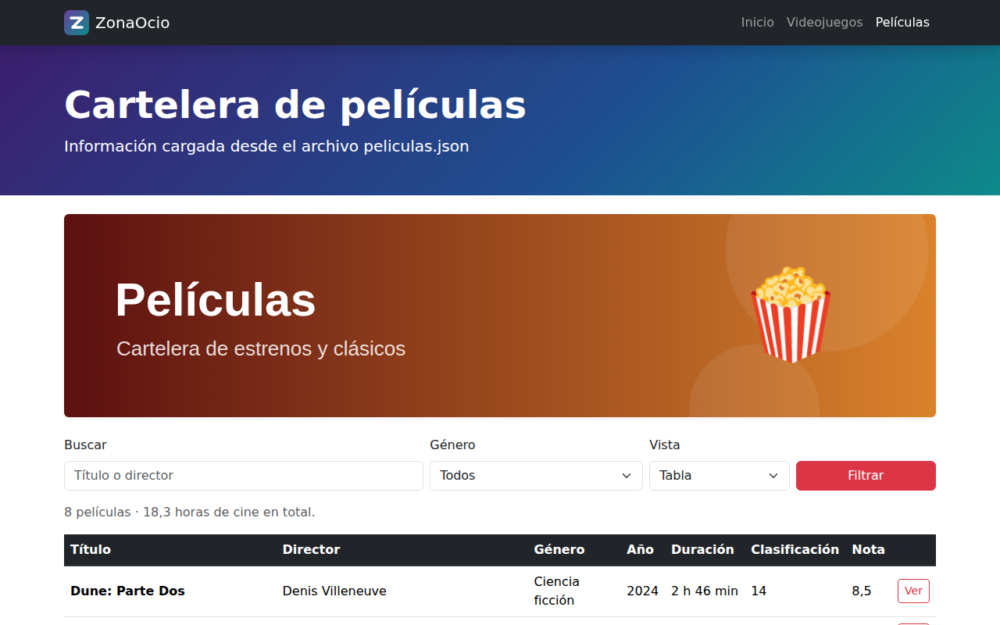 Z ZonaOcio Inicio Videojuegos Películas
Cartelera de películas
Información cargada desde el archivo peliculas.json
Películas
Cartelera de estrenos y clásicos
Buscar Género Vista
Título o director Todos Tabla Filtrar
8 películas · 18,3 horas de cine en total.
Título Director Género Año Duración Clasificación Nota
Dune: Parte Dos Denis Villeneuve Ciencia ficción 2024 2 h 46 min 14 8,5 Ver